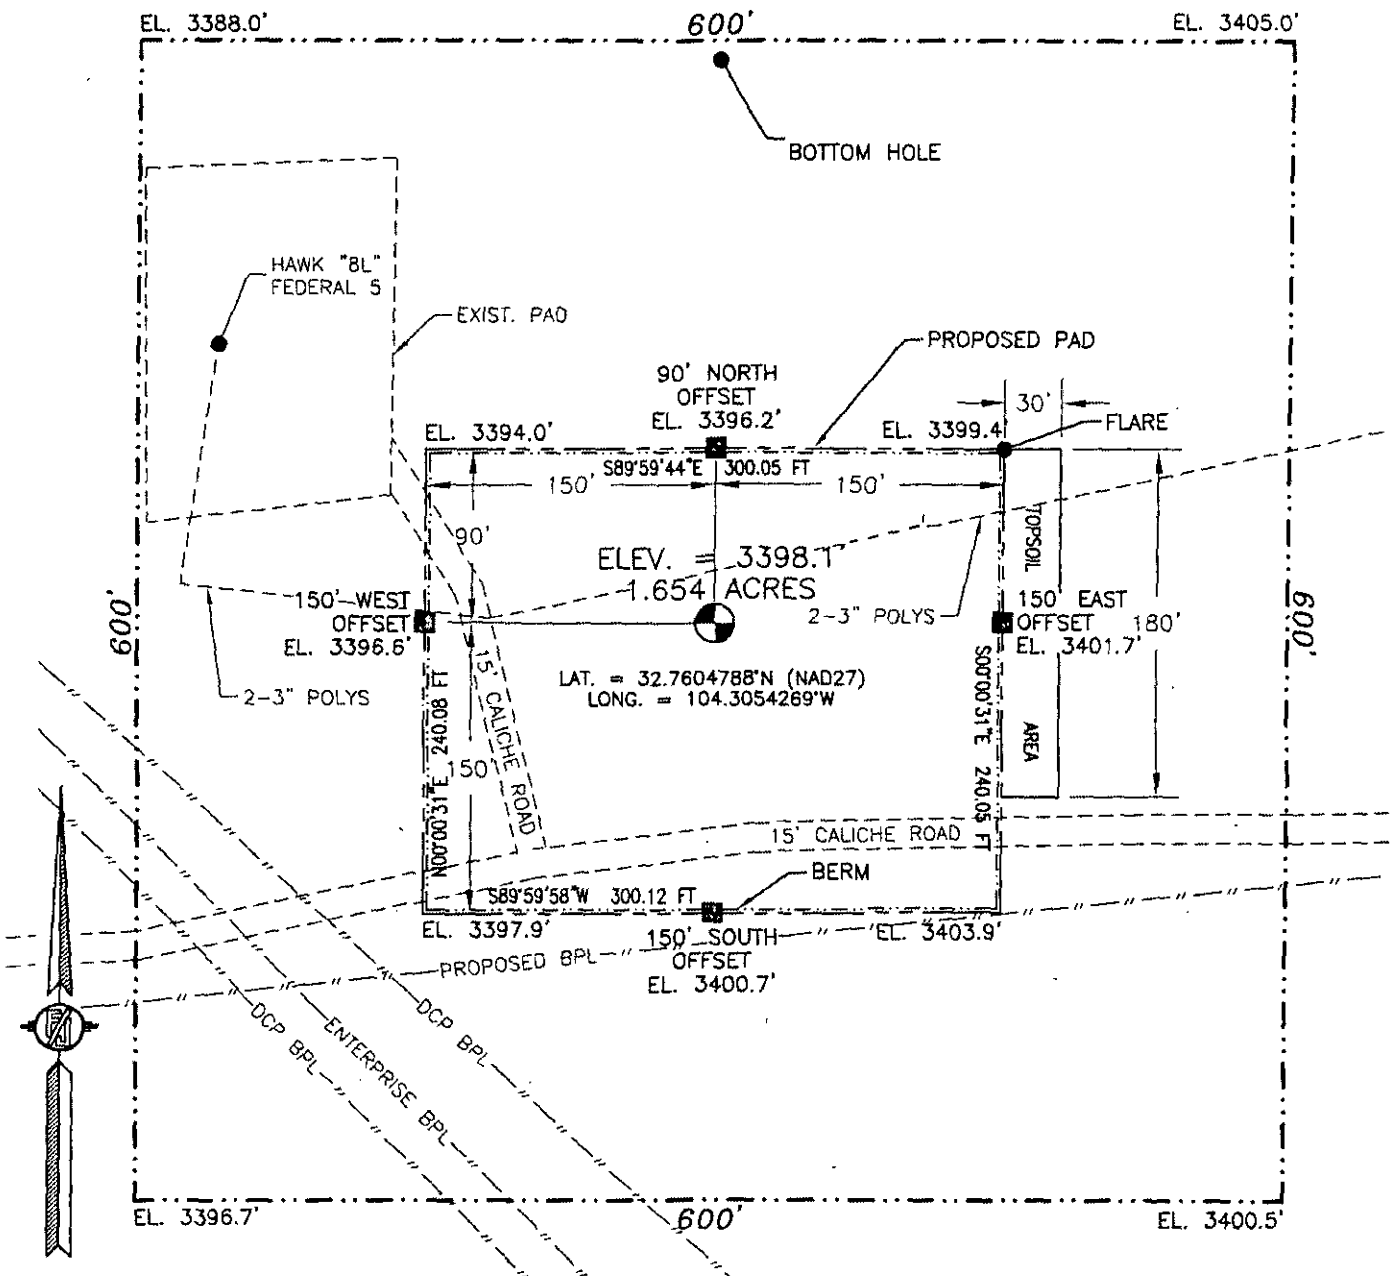 EL. 3388.0'
600'
EL. 3405.0'
BOTTOM HOLE
HAWK "8L"
FEDERAL 5
EXIST. PAD
PROPOSED PAD
90' NORTH
OFFSET
EL. 3396.2'
30'
FLARE
EL. 3394.0'
EL. 3399.4
S89°59'44"E 300.05 FT
150'
150'
90'
TOPSOIL
AREA
ELEV. = 3398.1'
1.654 ACRES
2-3" POLYS
150' WEST
OFFSET
EL. 3396.6'
150' EAST
OFFSET
EL. 3401.7'
180'
600'
600'
2-3" POLYS
LAT. = 32.7604788°N (NAD27)
LONG. = 104.3054269°W
N00°00'31"E 240.08 FT
150'
15' CALICHE ROAD
S00°00'31"E 240.05 FT
15' CALICHE ROAD
BERM
S89°59'58"W 300.12 FT
EL. 3397.9'
150' SOUTH
OFFSET
EL. 3400.7'
EL. 3403.9'
PROPOSED BPL
DCP BPL
ENTERPRISE BPL
DCP BPL
EL. 3396.7'
600'
EL. 3400.5'